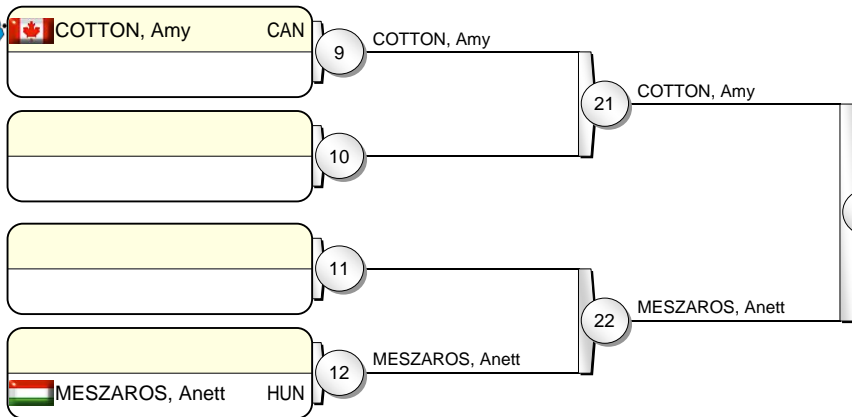 COTTON, Amy CAN
9
COTTON, Amy
21
COTTON, Amy
10
11
22
MESZAROS, Anett
12
MESZAROS, Anett
MESZAROS, Anett HUN